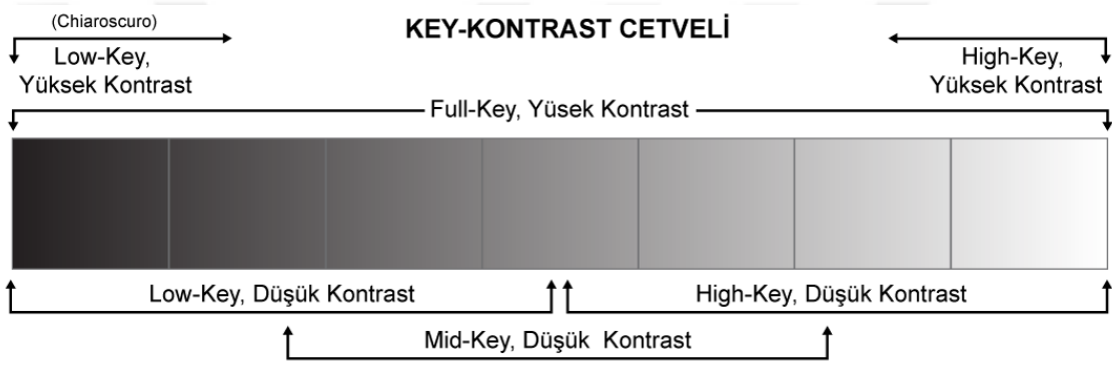 (Chiaroscuro)
KEY-KONTRAST CETVELİ
Low-Key,
Yüksek Kontrast
High-Key,
Yüksek Kontrast
Full-Key, Yüsek Kontrast
Low-Key, Düşük Kontrast
High-Key, Düşük Kontrast
Mid-Key, Düşük Kontrast